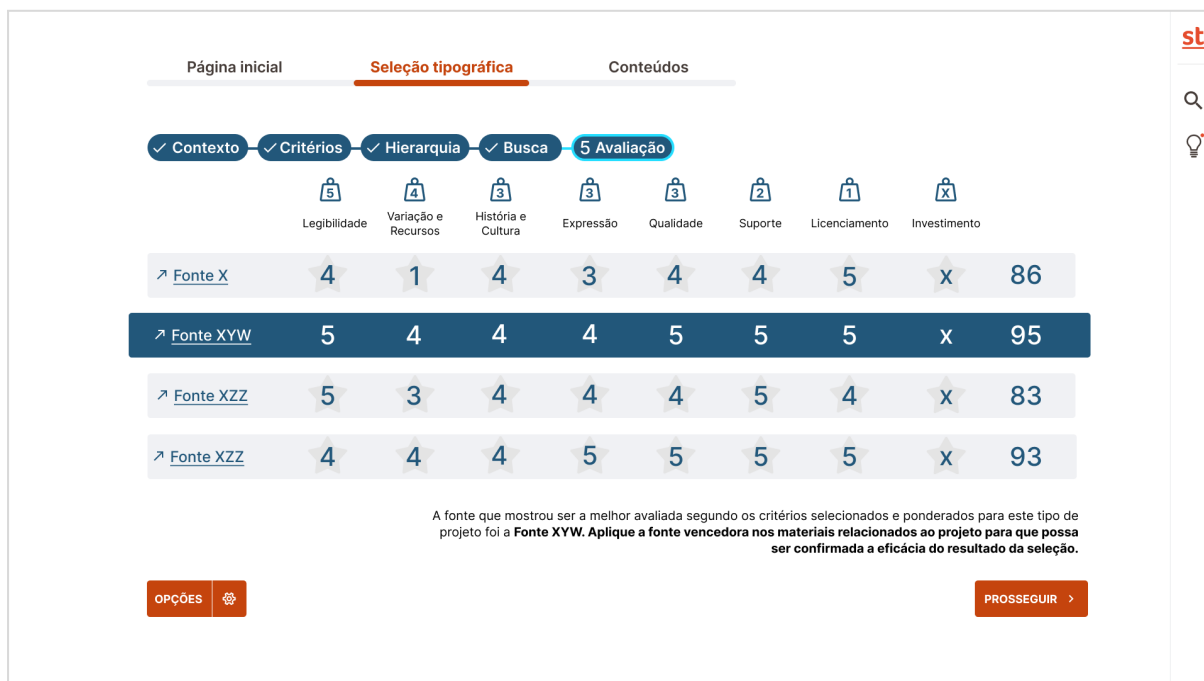 st
Página inicial Seleção tipográfica Conteúdos
Contexto Critérios Hierarquia Busca 5 Avaliação
5 4 3 3 3 2 1 X
Legibilidade Variação e Recursos História e Cultura Expressão Qualidade Suporte Licenciamento Investimento
Fonte X 4 1 4 3 4 4 5 x 86
Fonte XYW 5 4 4 4 5 5 5 x 95
Fonte XZZ 5 3 4 4 4 5 4 x 83
Fonte XZZ 4 4 4 5 5 5 5 x 93
A fonte que mostrou ser a melhor avaliada segundo os critérios selecionados e ponderados para este tipo de
projeto foi a Fonte XYW. Aplique a fonte vencedora nos materiais relacionados ao projeto para que possa
ser confirmada a eficácia do resultado da seleção.
OPÇÕES PROSSEGUIR